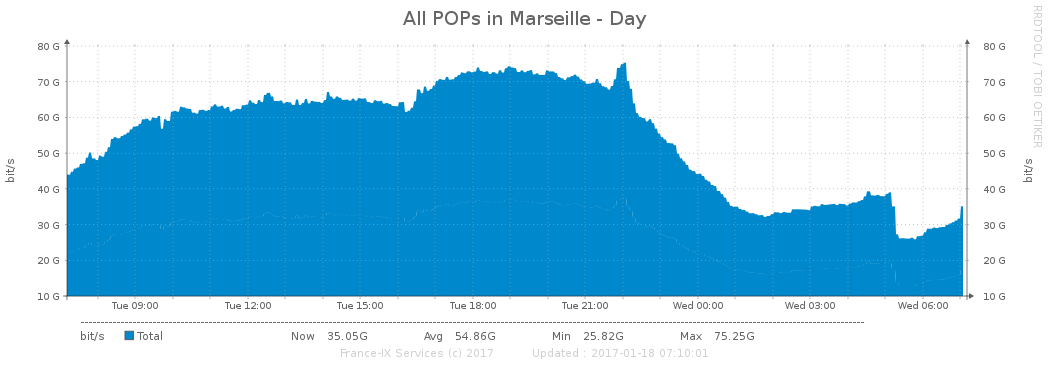 All POPs in Marseille - Day
RRDTOOL / TOBI OETIKER
80 G 80 G
70 G 70 G
60 G 60 G
50 G 50 G
40 G 40 G
30 G 30 G
20 G 20 G
10 G 10 G
bit/s bit/s
Tue 09:00 Tue 12:00 Tue 15:00 Tue 18:00 Tue 21:00 Wed 00:00 Wed 03:00 Wed 06:00
bit/s Total Now 35.05G Avg 54.86G Min 25.82G Max 75.25G
France-IX Services (c) 2017 Updated : 2017-01-18 07:10:01